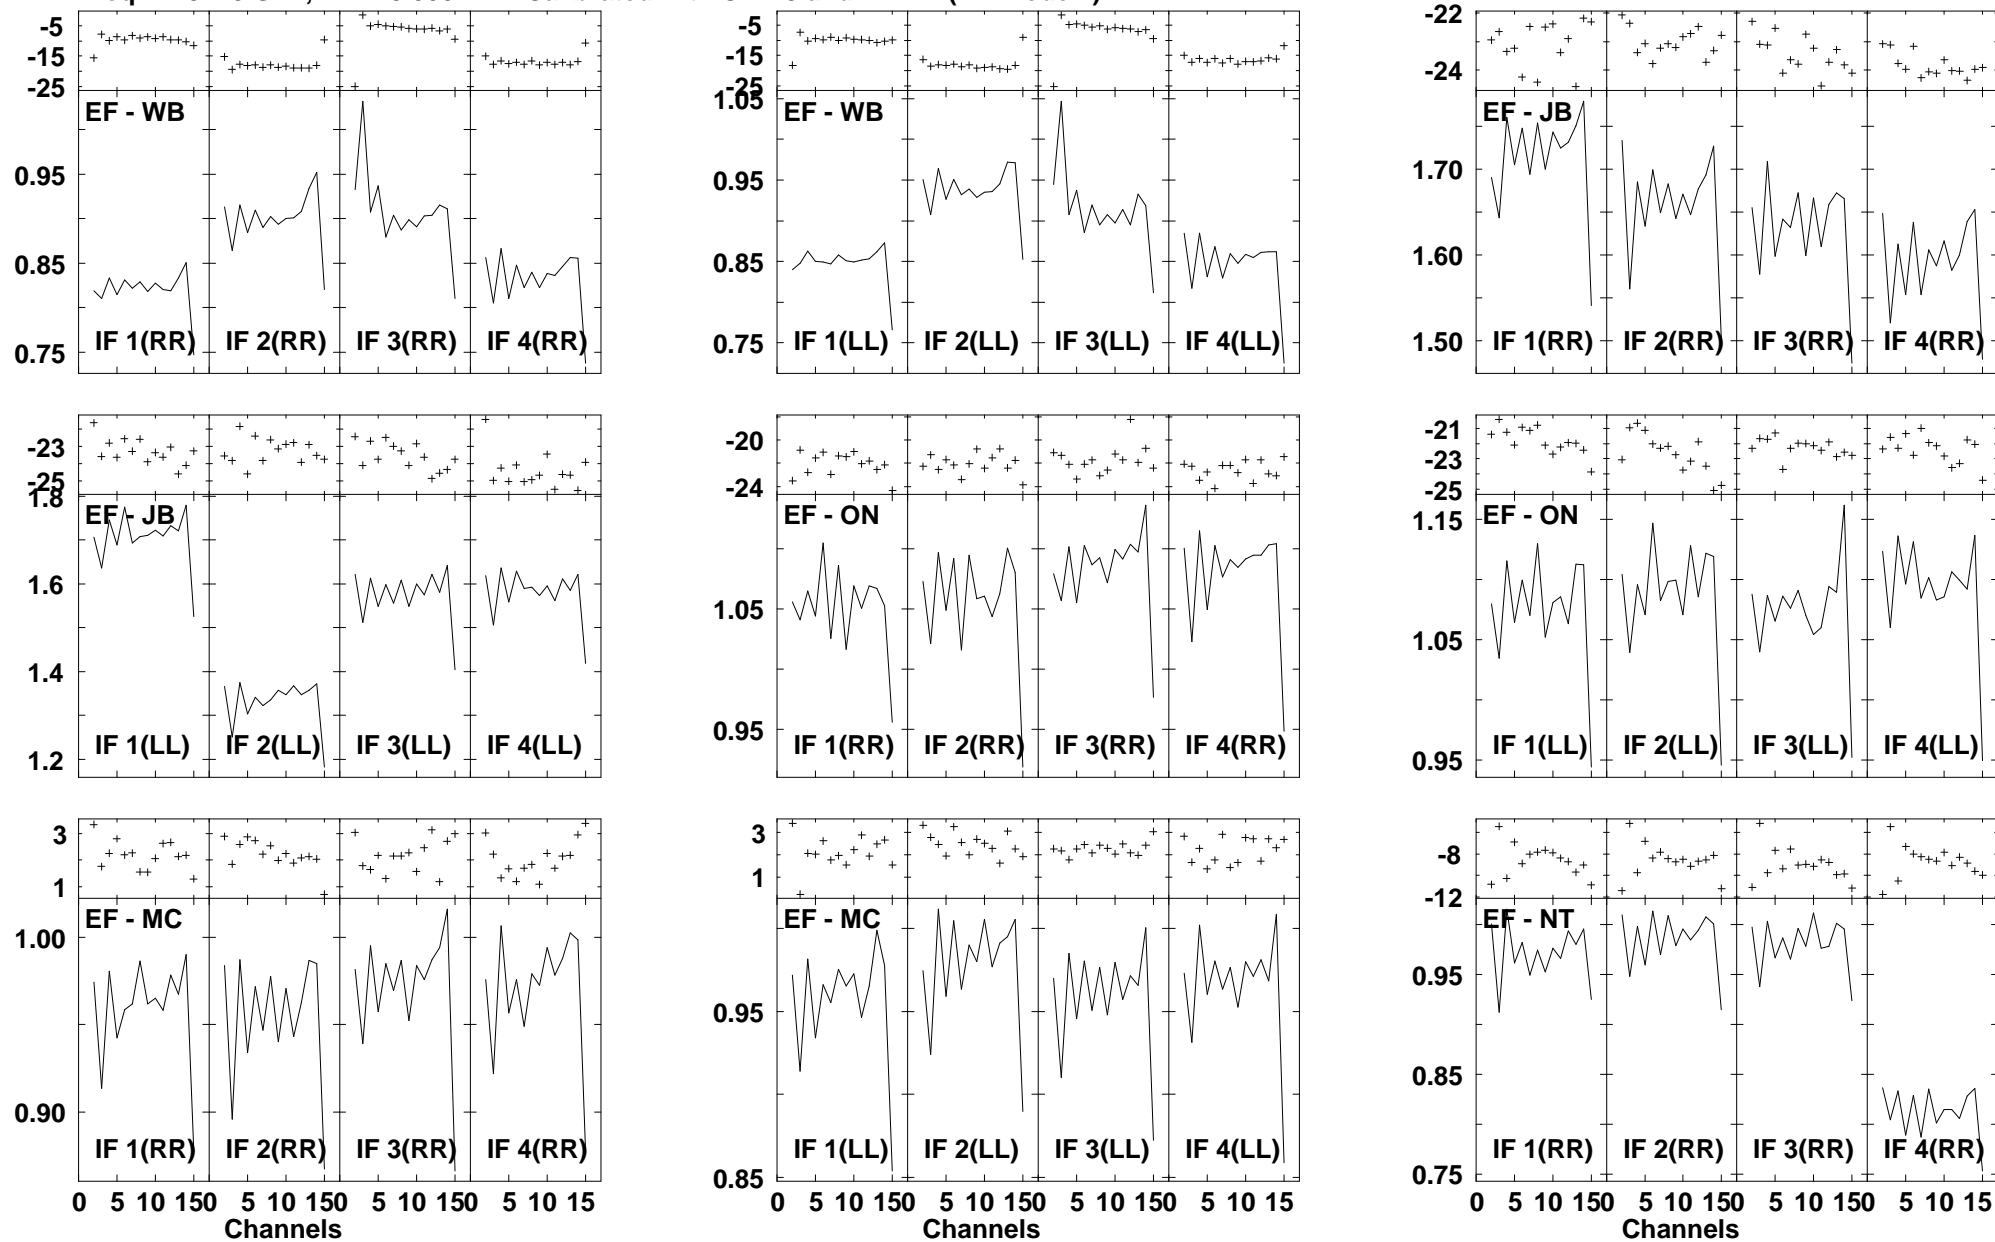 -5
-15
-25
EF - WB
0.95
0.85
0.75
IF 1(RR) IF 2(RR) IF 3(RR) IF 4(RR)
-5
-15
-25
1.05
EF - WB
0.95
0.85
0.75
IF 1(LL) IF 2(LL) IF 3(LL) IF 4(LL)
-22
-24
EF - JB
1.70
1.60
1.50
IF 1(RR) IF 2(RR) IF 3(RR) IF 4(RR)
-23
-25
1.8
EF - JB
1.6
1.4
1.2
IF 1(LL) IF 2(LL) IF 3(LL) IF 4(LL)
-20
-24
EF - ON
1.05
0.95
IF 1(RR) IF 2(RR) IF 3(RR) IF 4(RR)
-21
-23
-25
1.15
EF - ON
1.05
0.95
IF 1(LL) IF 2(LL) IF 3(LL) IF 4(LL)
3
1
EF - MC
1.00
0.90
IF 1(RR) IF 2(RR) IF 3(RR) IF 4(RR)
0 5 10 15 0 5 10 15 0 5 10 15 0 5 10 15
Channels
3
1
EF - MC
0.95
0.85
IF 1(LL) IF 2(LL) IF 3(LL) IF 4(LL)
0 5 10 15 0 5 10 15 0 5 10 15 0 5 10 15
Channels
-8
-12
EF - NT
0.95
0.85
0.75
IF 1(RR) IF 2(RR) IF 3(RR) IF 4(RR)
0 5 10 15 0 5 10 15 0 5 10 15 0 5 10 15
Channels